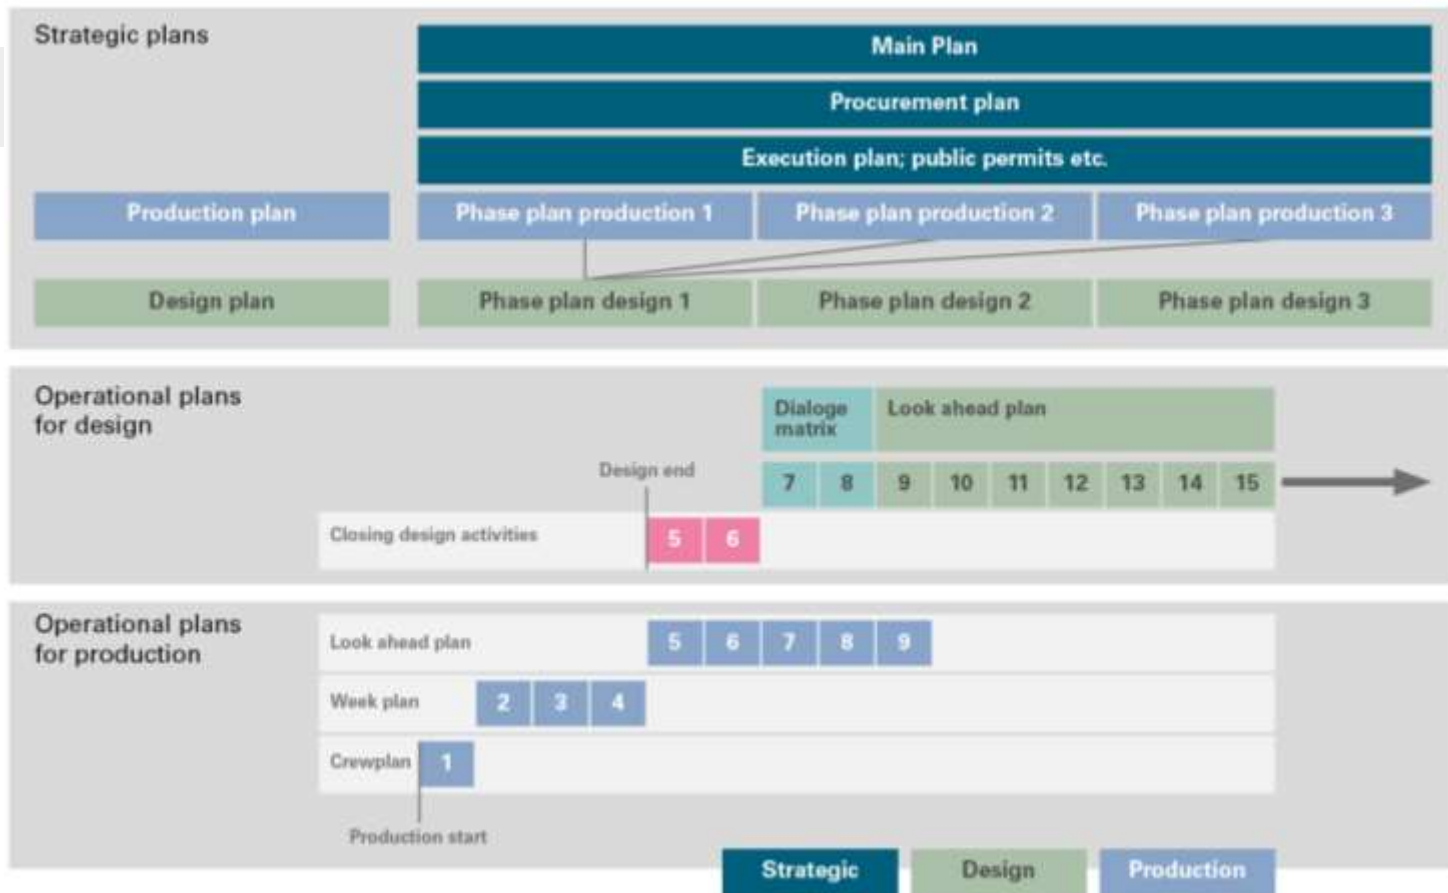 Strategic plans
Main Plan
Procurement plan
Execution plan; public permits etc.
Production plan
Phase plan production 1
Phase plan production 2
Phase plan production 3
Design plan
Phase plan design 1
Phase plan design 2
Phase plan design 3
Operational plans
for design
Dialoge
matrix
Look ahead plan
Design end
7 8 9 10 11 12 13 14 15
Closing design activities
5 6
Operational plans
for production
Look ahead plan
5 6 7 8 9
Week plan
2 3 4
Crewplan
1
Production start
Strategic
Design
Production